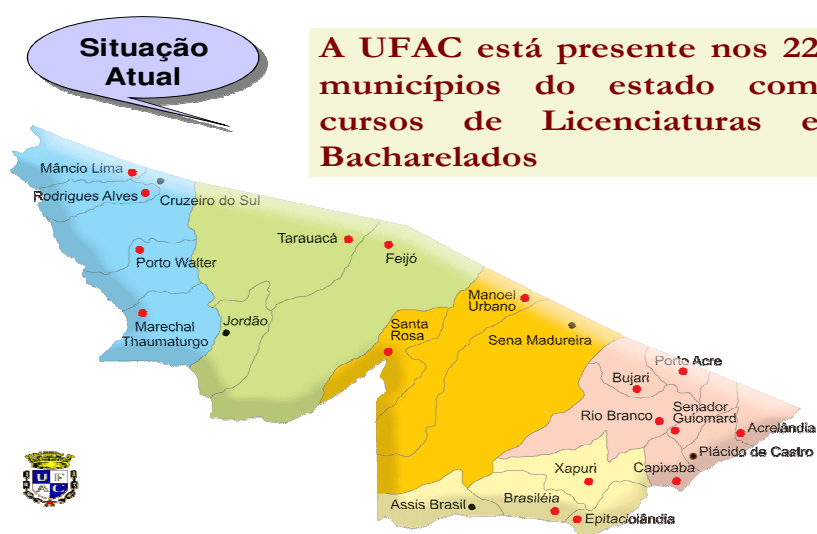 Situação
Atual
A UFAC está presente nos 22
municípios do estado com
cursos de Licenciaturas e
Bacharelados
Mâncio Lima
Rodrigues Alves
Cruzeiro do Sul
Porto Walter
Marechal
Thaumaturgo
Jordão
Tarauacá
Feijó
Santa
Rosa
Manoel
Urbano
Sena Madureira
Porto Acre
Bujari
Rio Branco
Senador
Guiomard
Acrelândia
Plácido de Castro
Capixaba
Xapuri
Assis Brasil
Brasiléia
Epitaciolândia
U F
A C